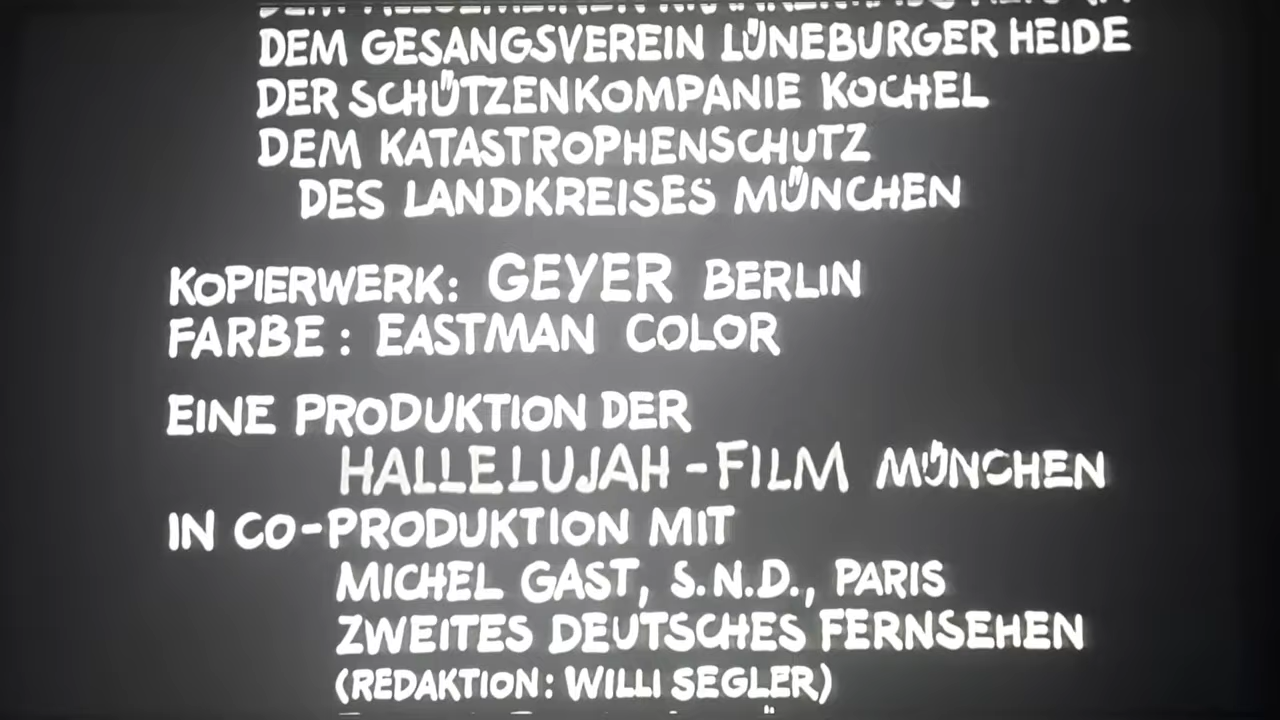 DEM GESANGSVEREIN LÜNEBURGER HEIDE
DER SCHÜTZENKOMPANIE KOCHEL
DEM KATASTROPHENSCHUTZ
DES LANDKREISES MÜNCHEN
KOPIERWERK: GEYER BERLIN
FARBE: EASTMAN COLOR
EINE PRODUKTION DER
HALLELUJAH-FILM MÜNCHEN
IN CO-PRODUKTION MIT
MICHEL GAST, S.N.D., PARIS
ZWEITES DEUTSCHES FERNSEHEN
(REDAKTION: WILLI SEGLER)